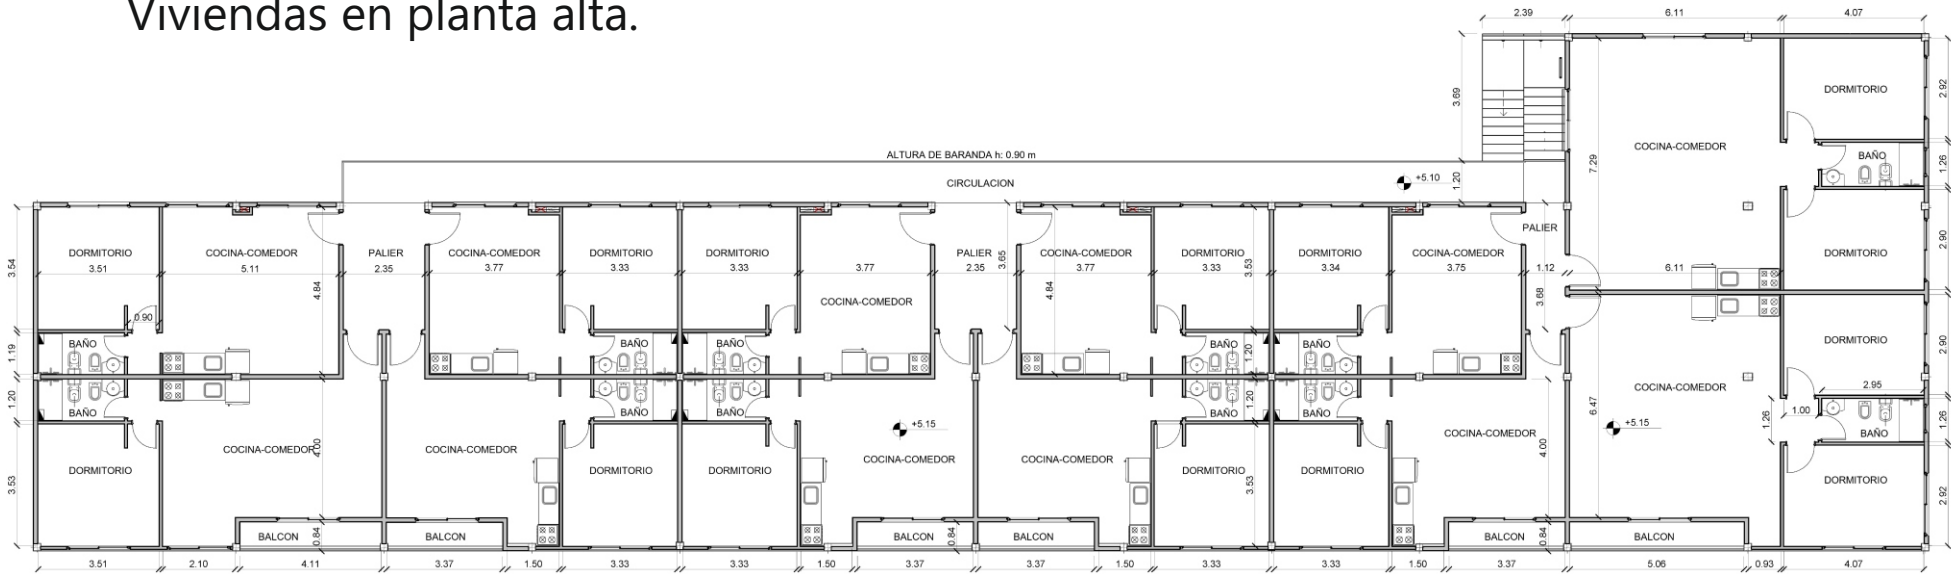 Viviendas en planta alta.
2.39 6.11 4.07
3.69
DORMITORIO
2.92
COCINA-COMEDOR
7.29
BAÑO
1.26
ALTURA DE BARANDA h: 0.90 m
CIRCULACION
+5.10
1.20
DORMITORIO
3.51
3.54
COCINA-COMEDOR
5.11
4.84
PALIER
2.35
COCINA-COMEDOR
3.77
DORMITORIO
3.33
DORMITORIO
3.33
3.77
COCINA-COMEDOR
PALIER
2.35
3.65
COCINA-COMEDOR
3.77
4.84
DORMITORIO
3.33
3.53
DORMITORIO
3.34
COCINA-COMEDOR
3.75
PALIER
1.12
3.68
6.11
DORMITORIO
2.90
0.90
1.19
BAÑO
BAÑO
BAÑO
BAÑO
1.20
BAÑO
DORMITORIO
2.90
1.20
BAÑO
BAÑO
BAÑO
BAÑO
1.20
BAÑO
COCINA-COMEDOR
6.47
+5.15
2.95
1.00
1.26
BAÑO
1.26
DORMITORIO
3.53
COCINA-COMEDOR
4.00
COCINA-COMEDOR
DORMITORIO
DORMITORIO
+5.15
COCINA-COMEDOR
COCINA-COMEDOR
DORMITORIO
3.53
DORMITORIO
COCINA-COMEDOR
4.00
DORMITORIO
2.92
BALCON
0.84
BALCON
BALCON
0.84
BALCON
BALCON
0.84
BALCON
3.51 2.10 4.11 3.37 1.50 3.33 3.33 1.50 3.37 3.37 1.50 3.33 3.33 1.50 3.37 5.06 0.93 4.07